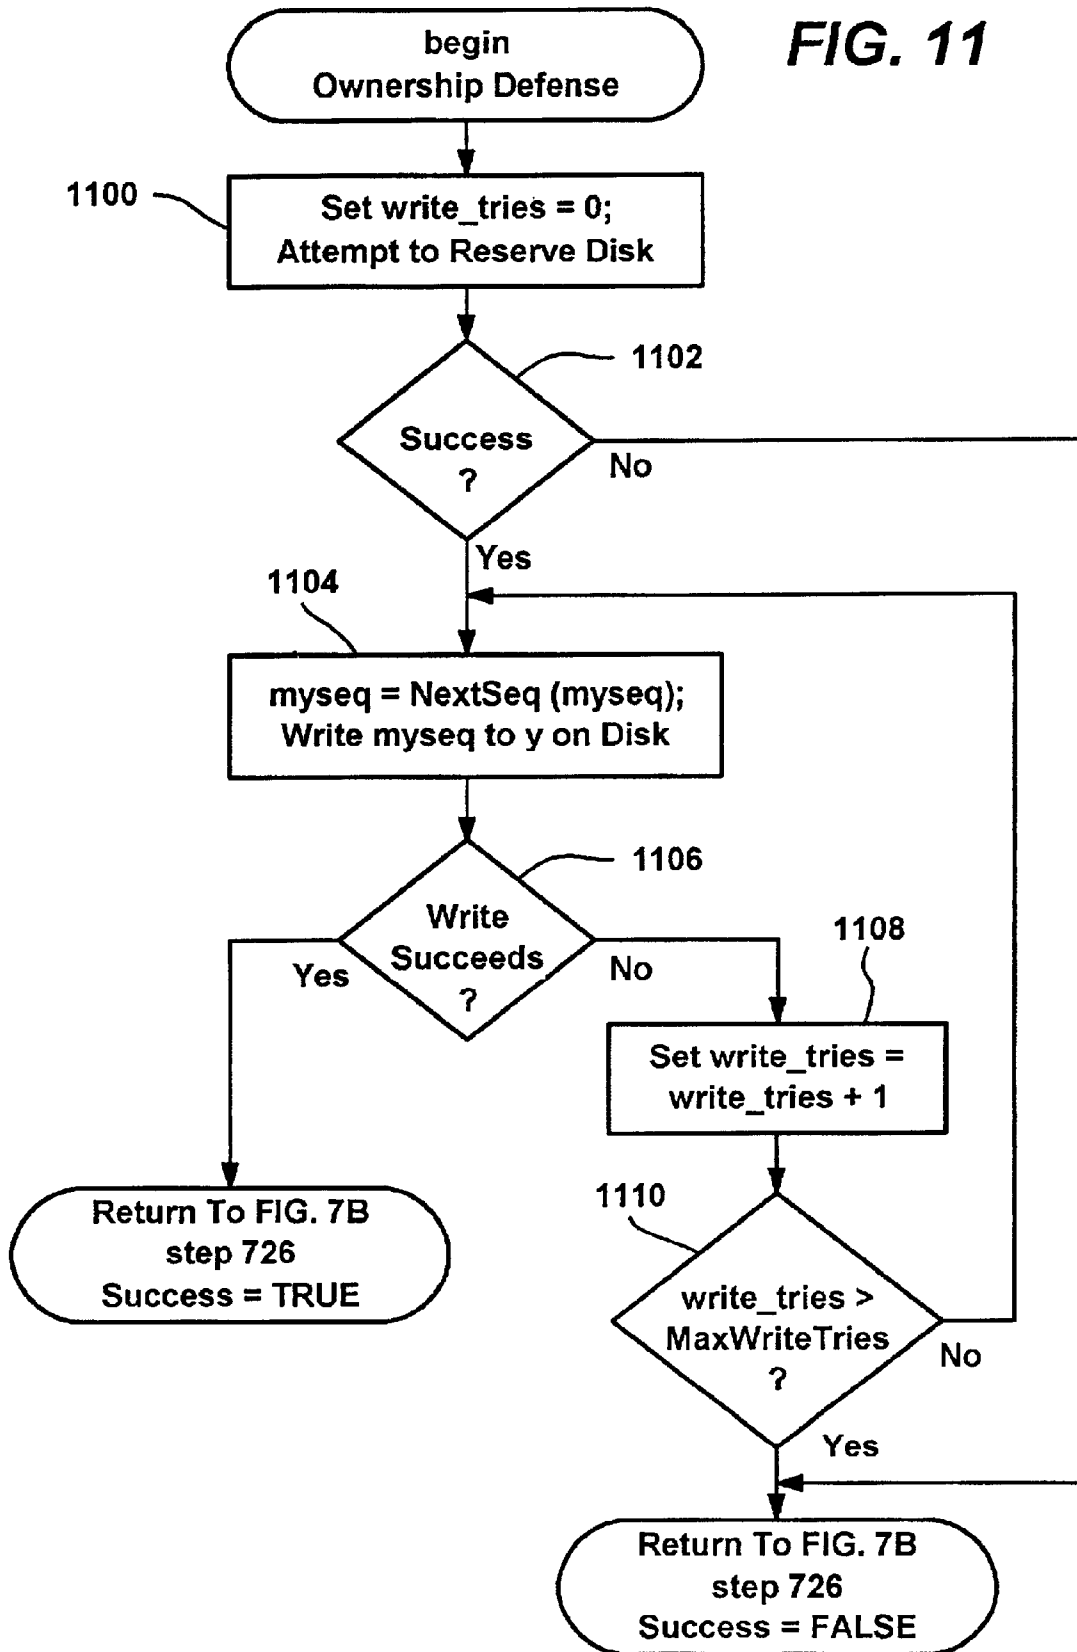 FIG. 11
begin
Ownership Defense
1100
Set write_tries = 0;
Attempt to Reserve Disk
1102
Success
?
No
Yes
1104
myseq = NextSeq (myseq);
Write myseq to y on Disk
1106
Write
Succeeds
?
Yes
No
1108
Set write_tries =
write_tries + 1
1110
write_tries >
MaxWriteTries
?
No
Yes
Return To FIG. 7B
step 726
Success = TRUE
Return To FIG. 7B
step 726
Success = FALSE